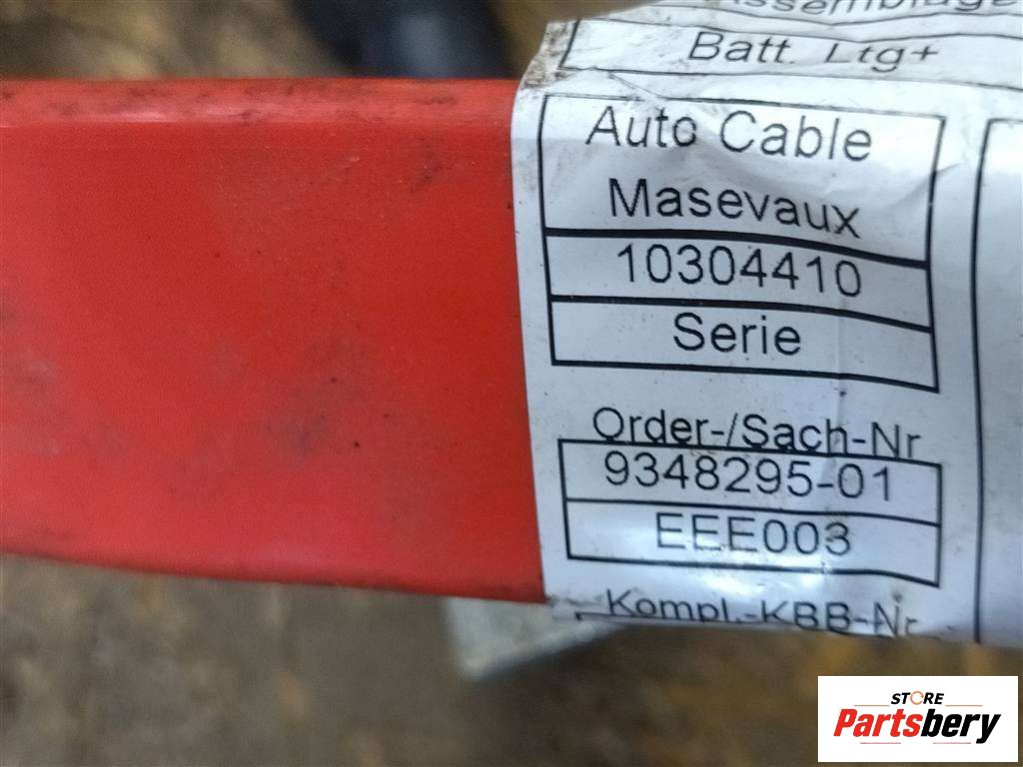 Batt. Ltg+
Auto Cable
Masevaux
10304410
Serie
Order-/Sach-Nr
9348295-01
EEE003
Kompl.-KBB-Nr
STORE
Partsbery